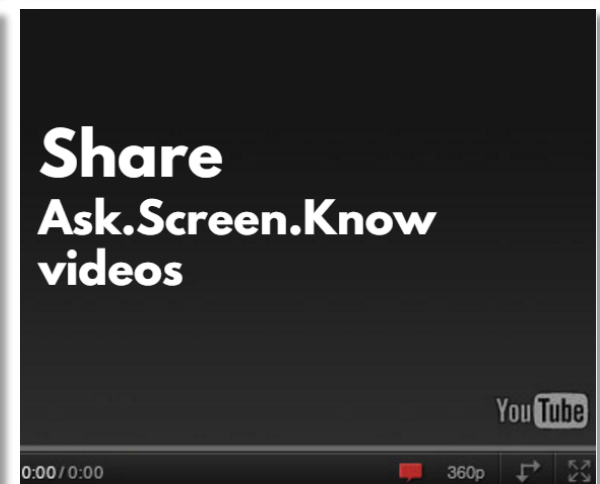 Share
Ask.Screen.Know
videos
YouTube
0:00 / 0:00
360p